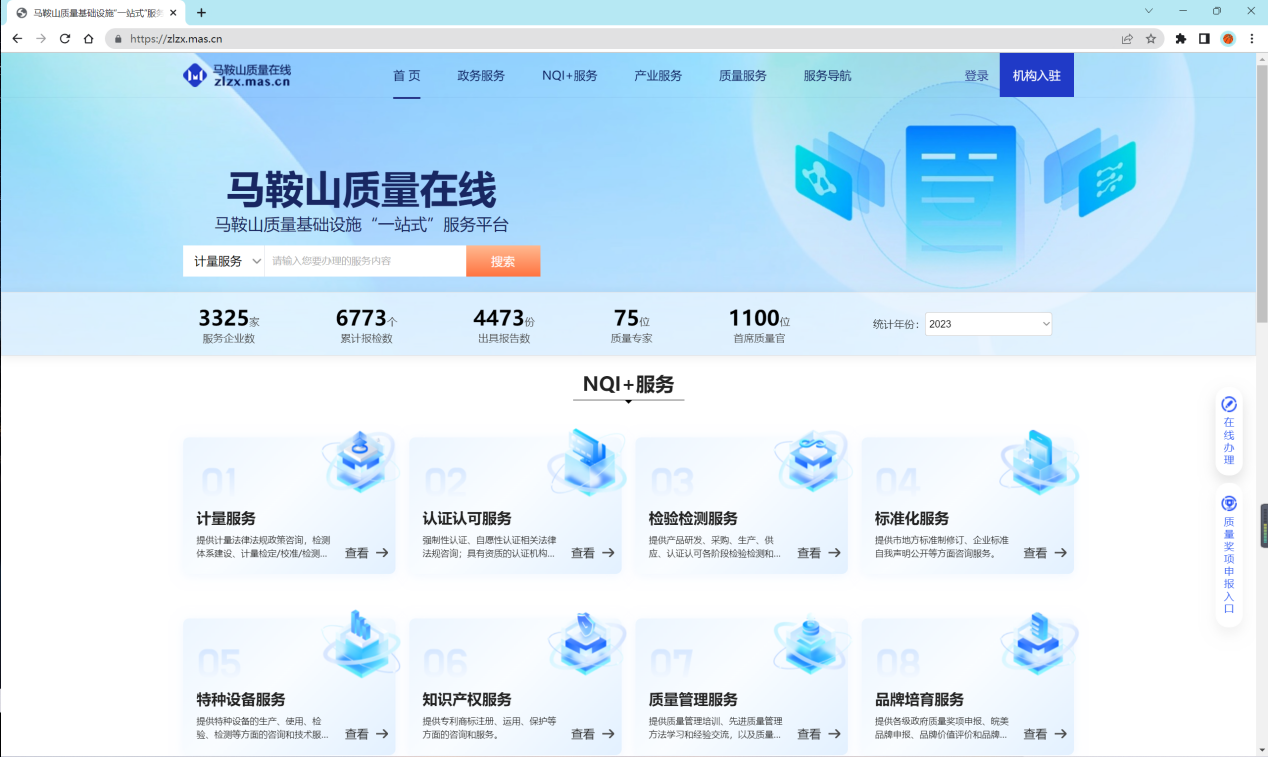 马鞍山质量基础设施“一站式”服务
https://zlzx.mas.cn
马鞍山质量在线
zlzx.mas.cn
首 页
政务服务
NQI+服务
产业服务
质量服务
服务导航
登录
机构入驻
马鞍山质量在线
马鞍山质量基础设施“一站式”服务平台
计量服务
请输入您要办理的服务内容
搜索
3325家
服务企业数
6773个
累计报检数
4473份
出具报告数
75位
质量专家
1100位
首席质量官
统计年份：
2023
NQI+服务
01
计量服务
提供计量法律法规政策咨询，检测
体系建设、计量检定/校准/检测...
查看
02
认证认可服务
强制性认证、自愿性认证相关法律
法规咨询；具有资质的认证机构...
查看
03
检验检测服务
提供产品研发、采购、生产、供
应、认证认可各阶段检验检测和...
查看
04
标准化服务
提供市地方标准制修订、企业标准
自我声明公开等方面咨询服务。
查看
05
特种设备服务
提供特种设备的生产、使用、检
验、检测等方面的咨询和技术服...
查看
06
知识产权服务
提供专利商标注册、运用、保护等
方面的咨询和服务。
查看
07
质量管理服务
提供质量管理培训、先进质量管理
方法学习和经验交流，以及质量...
查看
08
品牌培育服务
提供各级政府质量奖项申报、皖美
品牌申报、品牌价值评价和品牌...
查看
在线办理
质量奖项申报入口